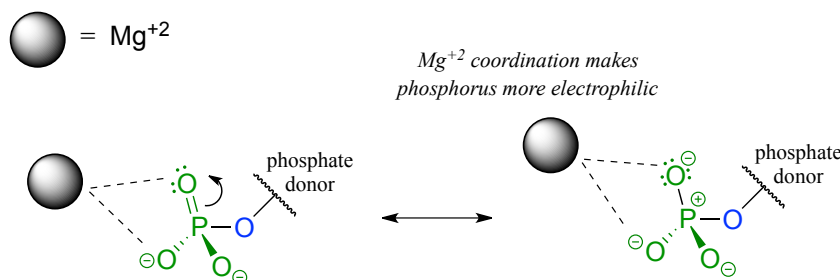 = Mg+2
Mg+2 coordination makes
phosphorus more electrophilic
phosphate
donor
O
P
O
O
O
phosphate
donor
O
P
O
O
O